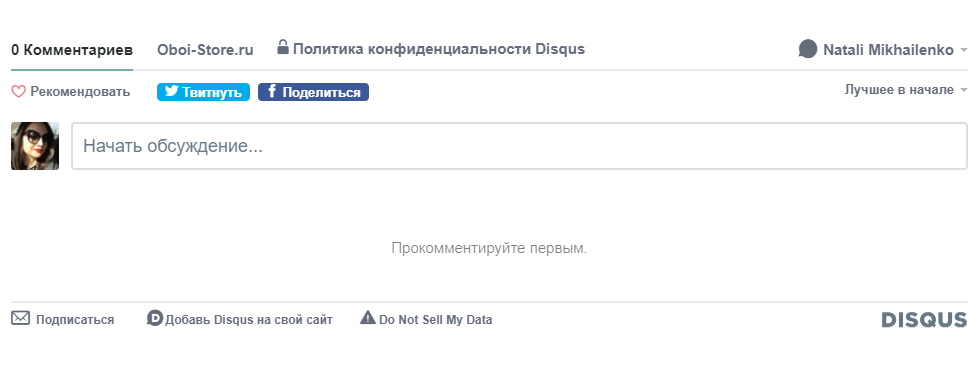 0 Комментариев Oboi-Store.ru Политика конфиденциальности Disqus Natali Mikhailenko
Рекомендовать Твитнуть Поделиться Лучшее в начале
Начать обсуждение...
Прокомментируйте первым.
Подписаться Добавь Disqus на свой сайт Do Not Sell My Data DISQUS